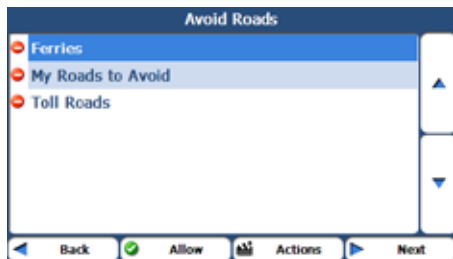 Avoid Roads
Ferries
My Roads to Avoid
Toll Roads
Back Allow Actions Next